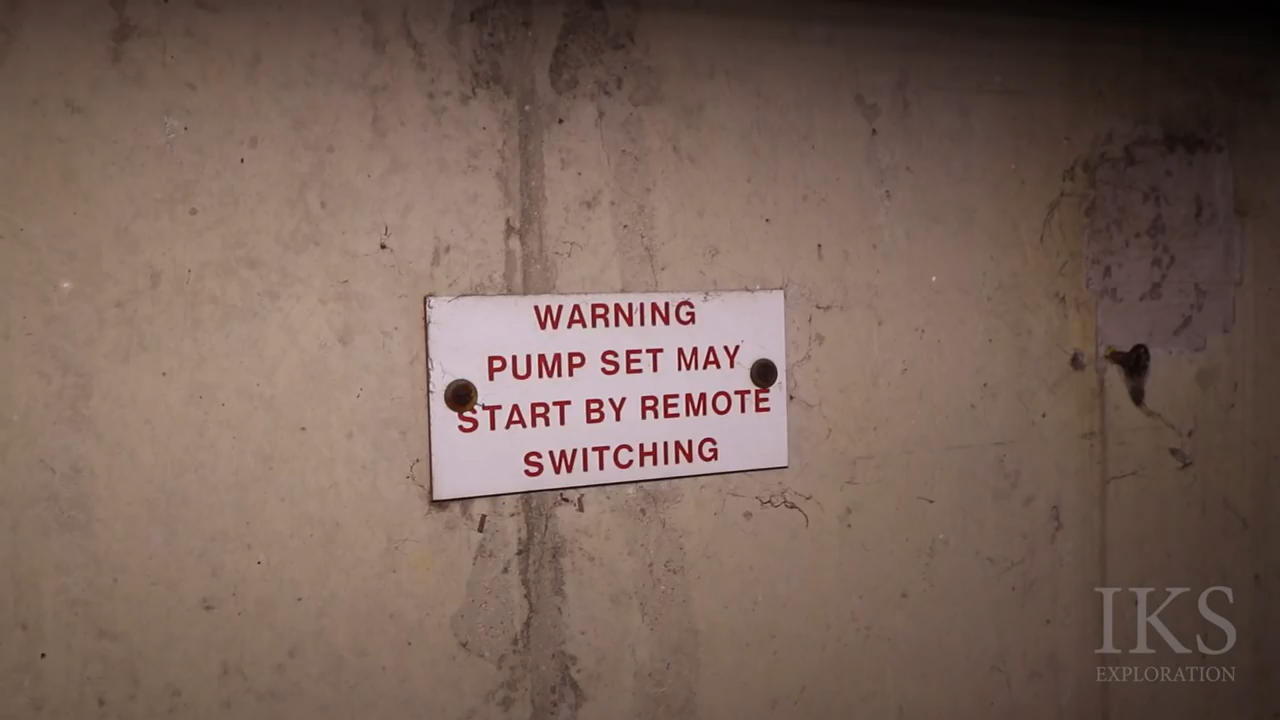 WARNING
PUMP SET MAY
START BY REMOTE
SWITCHING
IKS
EXPLORATION